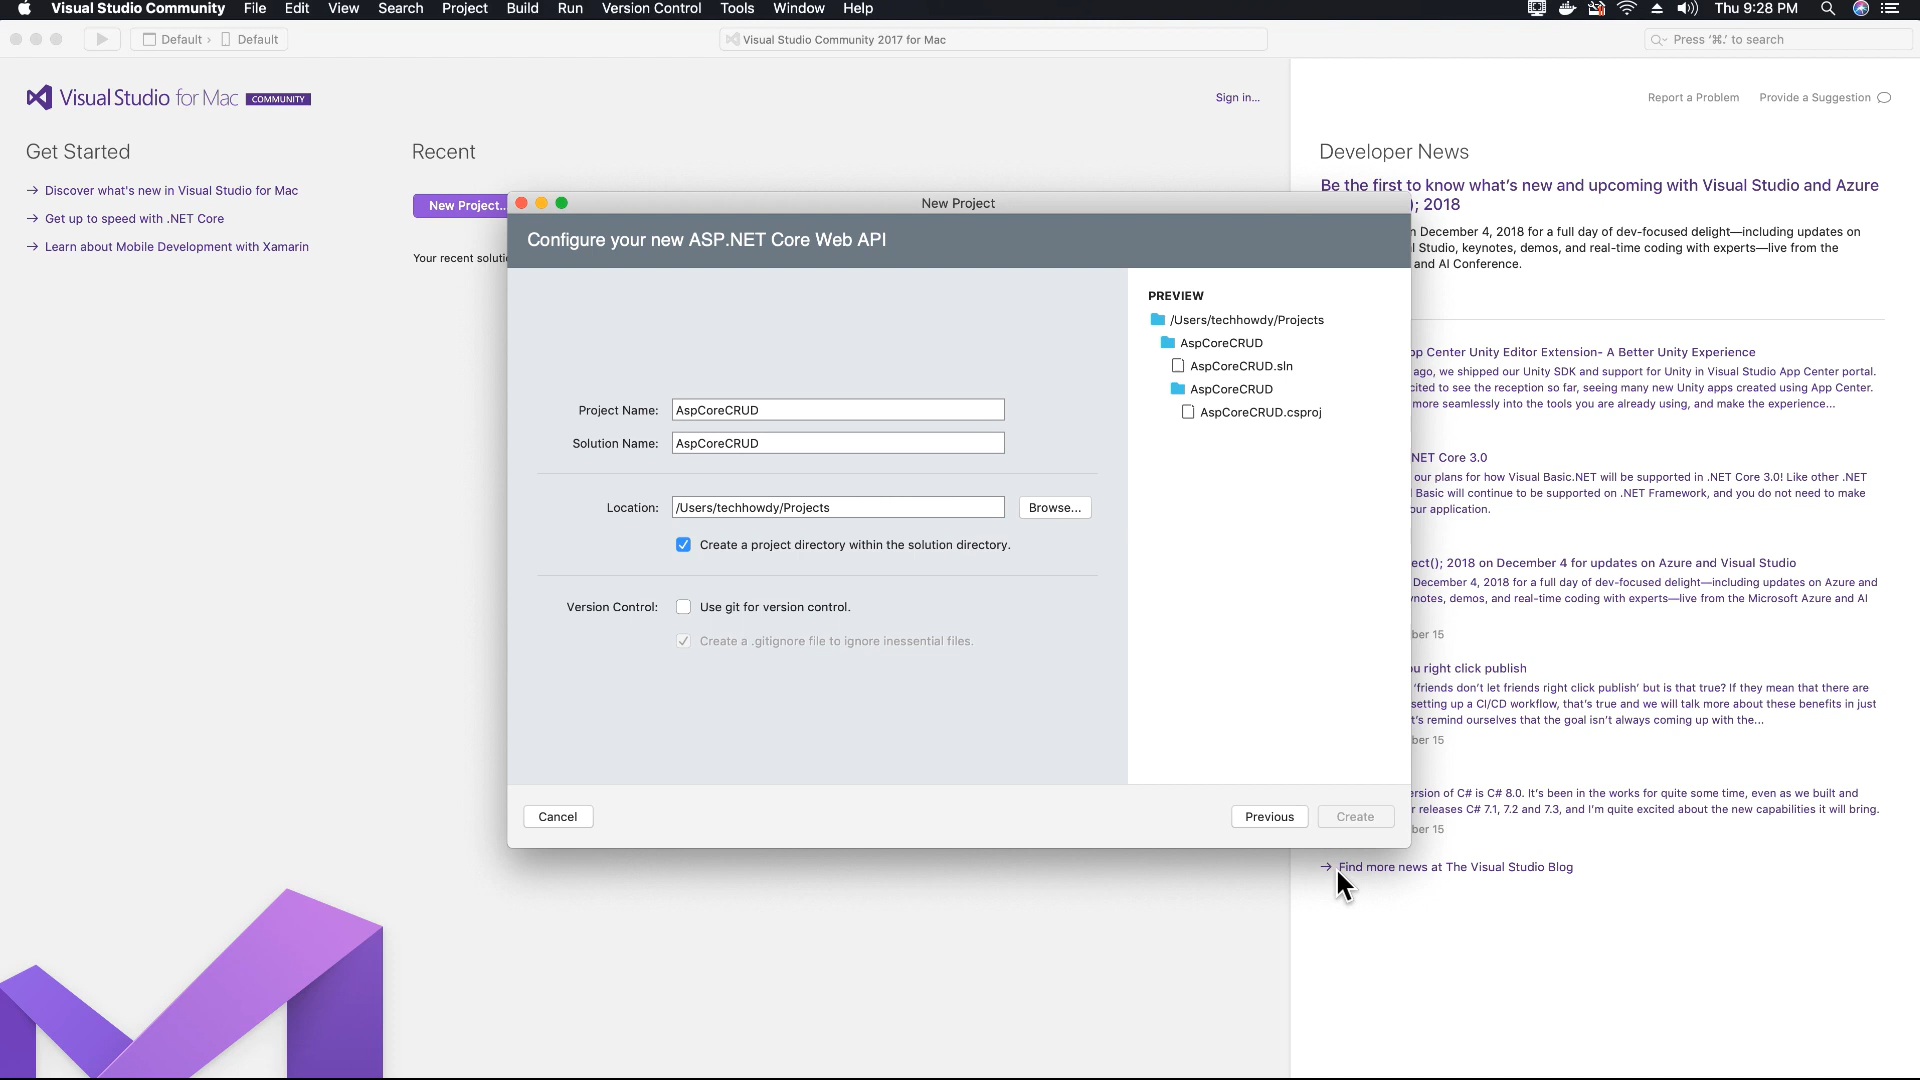 Visual Studio Community File Edit View Search Project Build Run Version Control Tools Window Help Thu 9:28 PM
Default › Default Visual Studio Community 2017 for Mac Press '⌘.' to search
Visual Studio for Mac COMMUNITY Sign in... Report a Problem Provide a Suggestion
Get Started
→ Discover what's new in Visual Studio for Mac
→ Get up to speed with .NET Core
→ Learn about Mobile Development with Xamarin
Recent
New Project..
Your recent
New Project
Configure your new ASP.NET Core Web API
Project Name: AspCoreCRUD
Solution Name: AspCoreCRUD
Location: /Users/techhowdy/Projects Browse...
Create a project directory within the solution directory.
Version Control: Use git for version control.
Create a .gitignore file to ignore inessential files.
PREVIEW
/Users/techhowdy/Projects
AspCoreCRUD
AspCoreCRUD.sln
AspCoreCRUD
AspCoreCRUD.csproj
Cancel Previous Create
Developer News
Be the first to know what's new and upcoming with Visual Studio and Azure
); 2018
December 4, 2018 for a full day of dev-focused delight—including updates on
Studio, keynotes, demos, and real-time coding with experts—live from the
and AI Conference.
Center Unity Editor Extension- A Better Unity Experience
ago, we shipped our Unity SDK and support for Unity in Visual Studio App Center portal.
to see the reception so far, seeing many new Unity apps created using App Center.
more seamlessly into the tools you are already using, and make the experience...
NET Core 3.0
our plans for how Visual Basic.NET will be supported in .NET Core 3.0! Like other .NET
Basic will continue to be supported on .NET Framework, and you do not need to make
application.
2018 on December 4 for updates on Azure and Visual Studio
December 4, 2018 for a full day of dev-focused delight—including updates on Azure and
demos, and real-time coding with experts—live from the Microsoft Azure and AI
ber 15
right click publish
'friends don't let friends right click publish' but is that true? If they mean that there are
setting up a CI/CD workflow, that's true and we will talk more about these benefits in just
remind ourselves that the goal isn't always coming up with the...
ber 15
of C# is C# 8.0. It's been in the works for quite some time, even as we built and
releases C# 7.1, 7.2 and 7.3, and I'm quite excited about the new capabilities it will bring.
ber 15
→ Find more news at The Visual Studio Blog